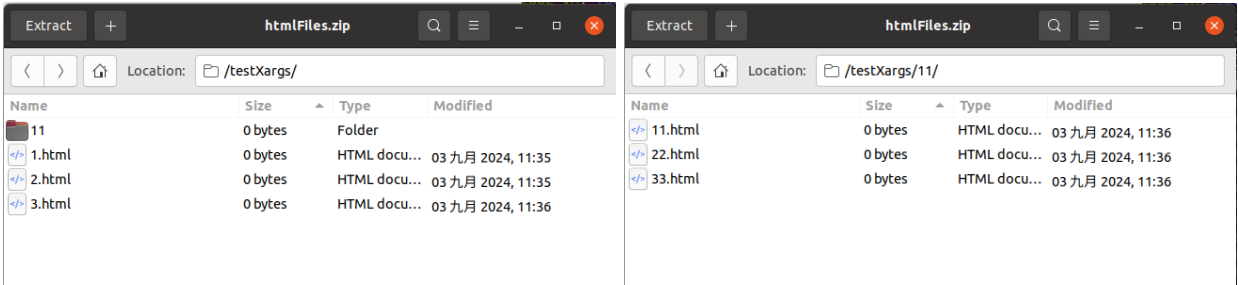 Extract + htmlFiles.zip
Location: /testXargs/
Name Size Type Modified
11 0 bytes Folder
1.html 0 bytes HTML docu... 03 九月 2024, 11:35
2.html 0 bytes HTML docu... 03 九月 2024, 11:35
3.html 0 bytes HTML docu... 03 九月 2024, 11:36
Extract + htmlFiles.zip
Location: /testXargs/11/
Name Size Type Modified
11.html 0 bytes HTML docu... 03 九月 2024, 11:36
22.html 0 bytes HTML docu... 03 九月 2024, 11:36
33.html 0 bytes HTML docu... 03 九月 2024, 11:36